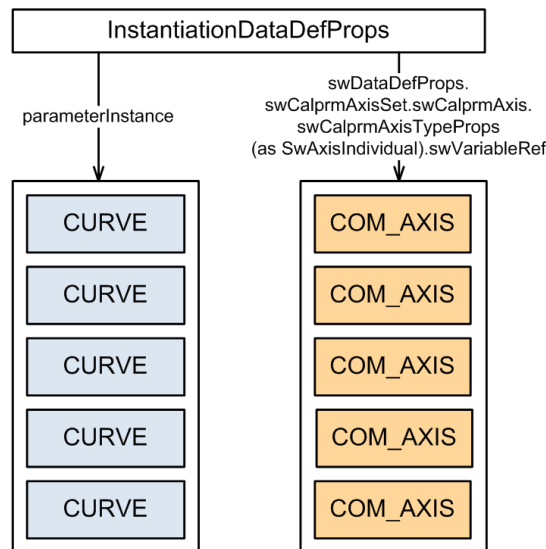 InstantiationDataDefProps
parameterInstance
swDataDefProps.
swCalprmAxisSet.swCalprmAxis.
swCalprmAxisTypeProps
(as SwAxisIndividual).swVariableRef
CURVE
CURVE
CURVE
CURVE
CURVE
COM_AXIS
COM_AXIS
COM_AXIS
COM_AXIS
COM_AXIS